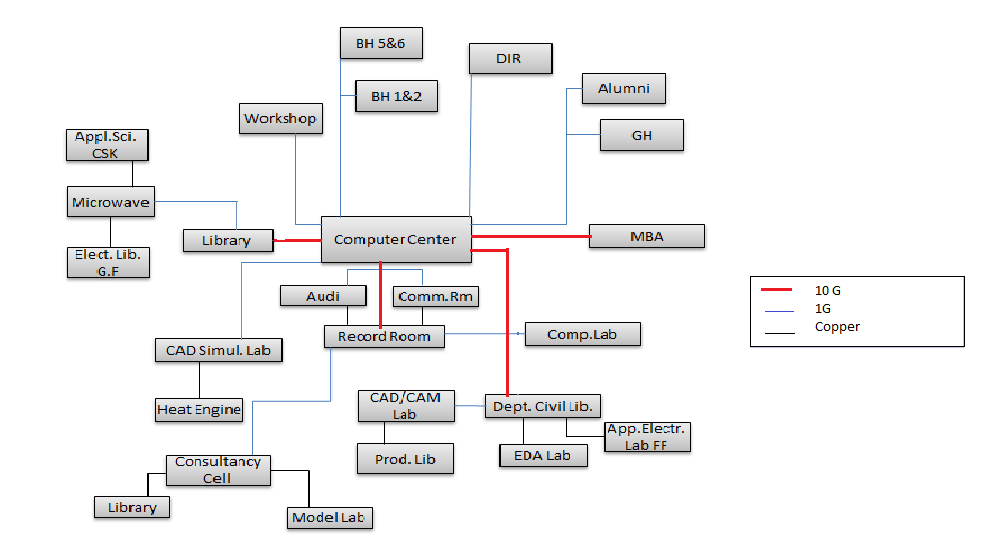 BH 5&6
DIR
Alumni
BH 1&2
Workshop
GH
Appl.Sci.
CSK
Microwave
Library
Computer Center
MBA
Elect. Lib.
G.F
Audi
Comm.Rm
10 G
1G
Copper
Record Room
Comp.Lab
CAD Simul. Lab
Heat Engine
CAD/CAM
Lab
Dept. Civil Lib.
App.Electr.
Lab FF
Prod. Lib
EDA Lab
Consultancy
Cell
Library
Model Lab